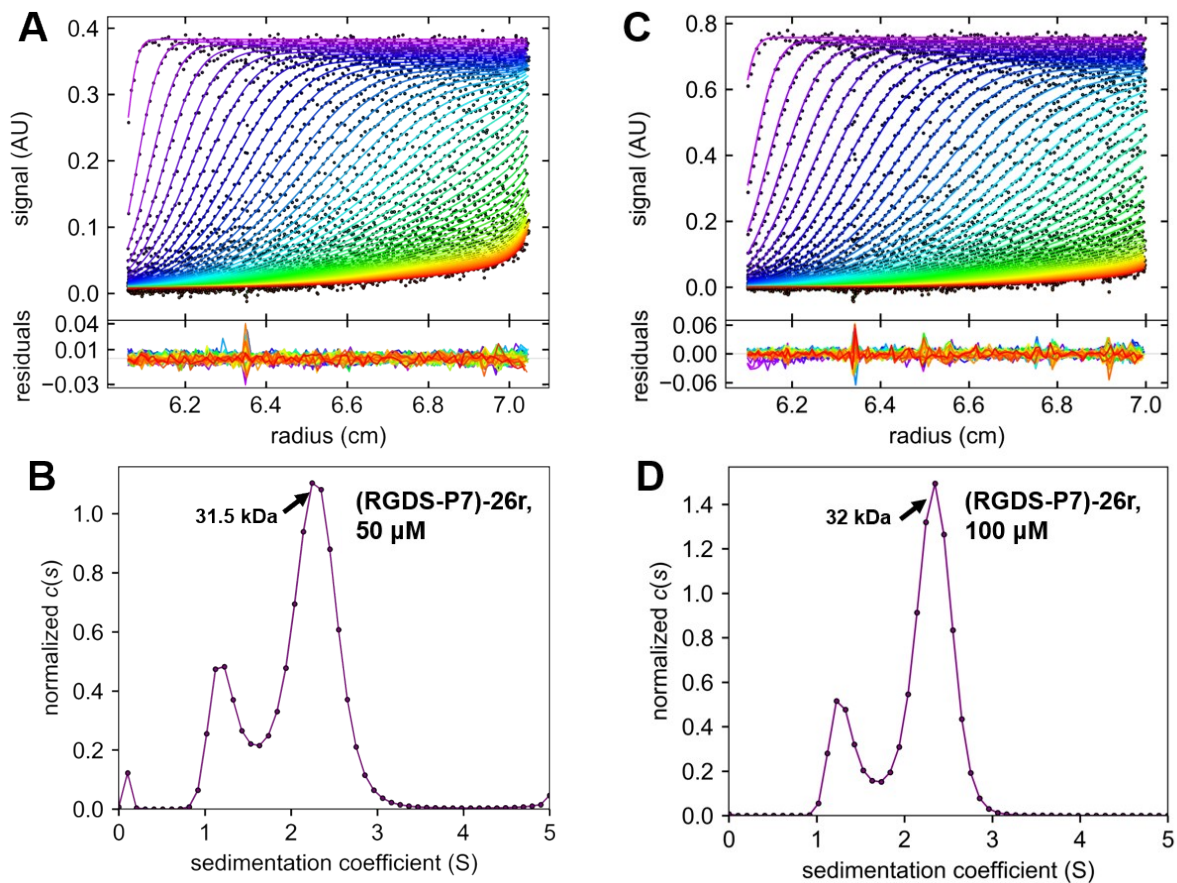 A
0.4
0.3
0.2
0.1
0.0
signal (AU)
0.04
0.01
−0.03
residuals
6.2 6.4 6.6 6.8 7.0
radius (cm)
C
0.8
0.6
0.4
0.2
0.0
signal (AU)
0.06
0.00
−0.06
residuals
6.2 6.4 6.6 6.8 7.0
radius (cm)
B
31.5 kDa
(RGDS-P7)-26r,
50 µM
1.0
0.8
0.6
0.4
0.2
0.0
normalized c(s)
0 1 2 3 4 5
sedimentation coefficient (S)
D
32 kDa
(RGDS-P7)-26r,
100 µM
1.4
1.2
1.0
0.8
0.6
0.4
0.2
0.0
normalized c(s)
0 1 2 3 4 5
sedimentation coefficient (S)